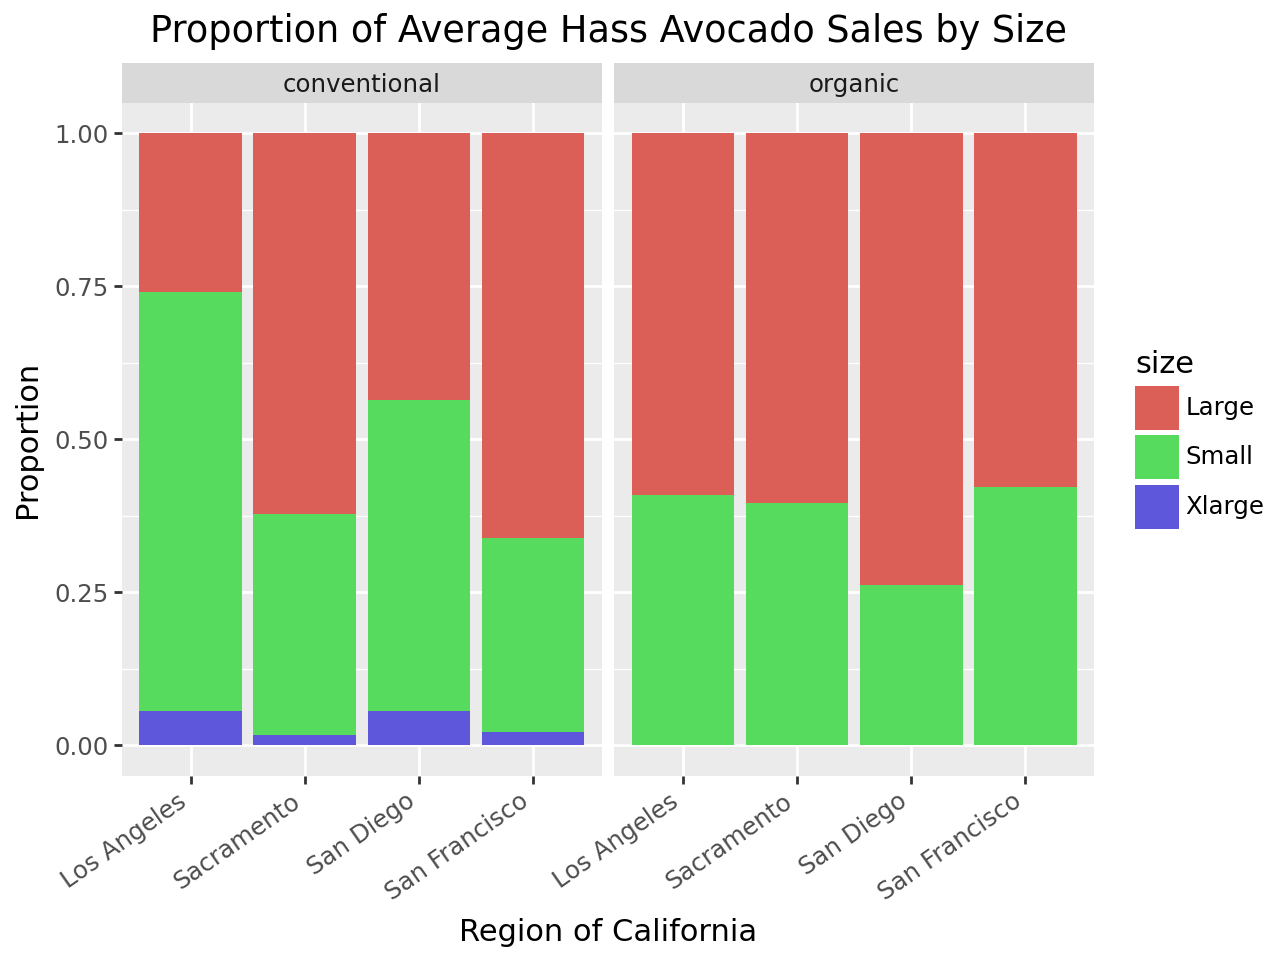 Proportion of Average Hass Avocado Sales by Size
conventional
organic
1.00
0.75
0.50
0.25
0.00
Proportion
Los Angeles
Sacramento
San Diego
San Francisco
Los Angeles
Sacramento
San Diego
San Francisco
Region of California
size
Large
Small
Xlarge